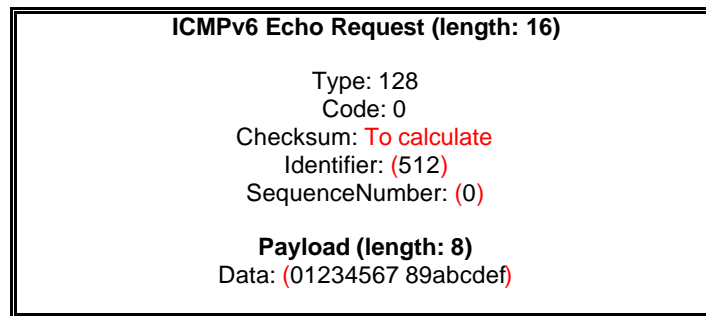 ICMPv6 Echo Request (length: 16)
Type: 128
Code: 0
Checksum: To calculate
Identifier: (512)
SequenceNumber: (0)
Payload (length: 8)
Data: (01234567 89abcdef)